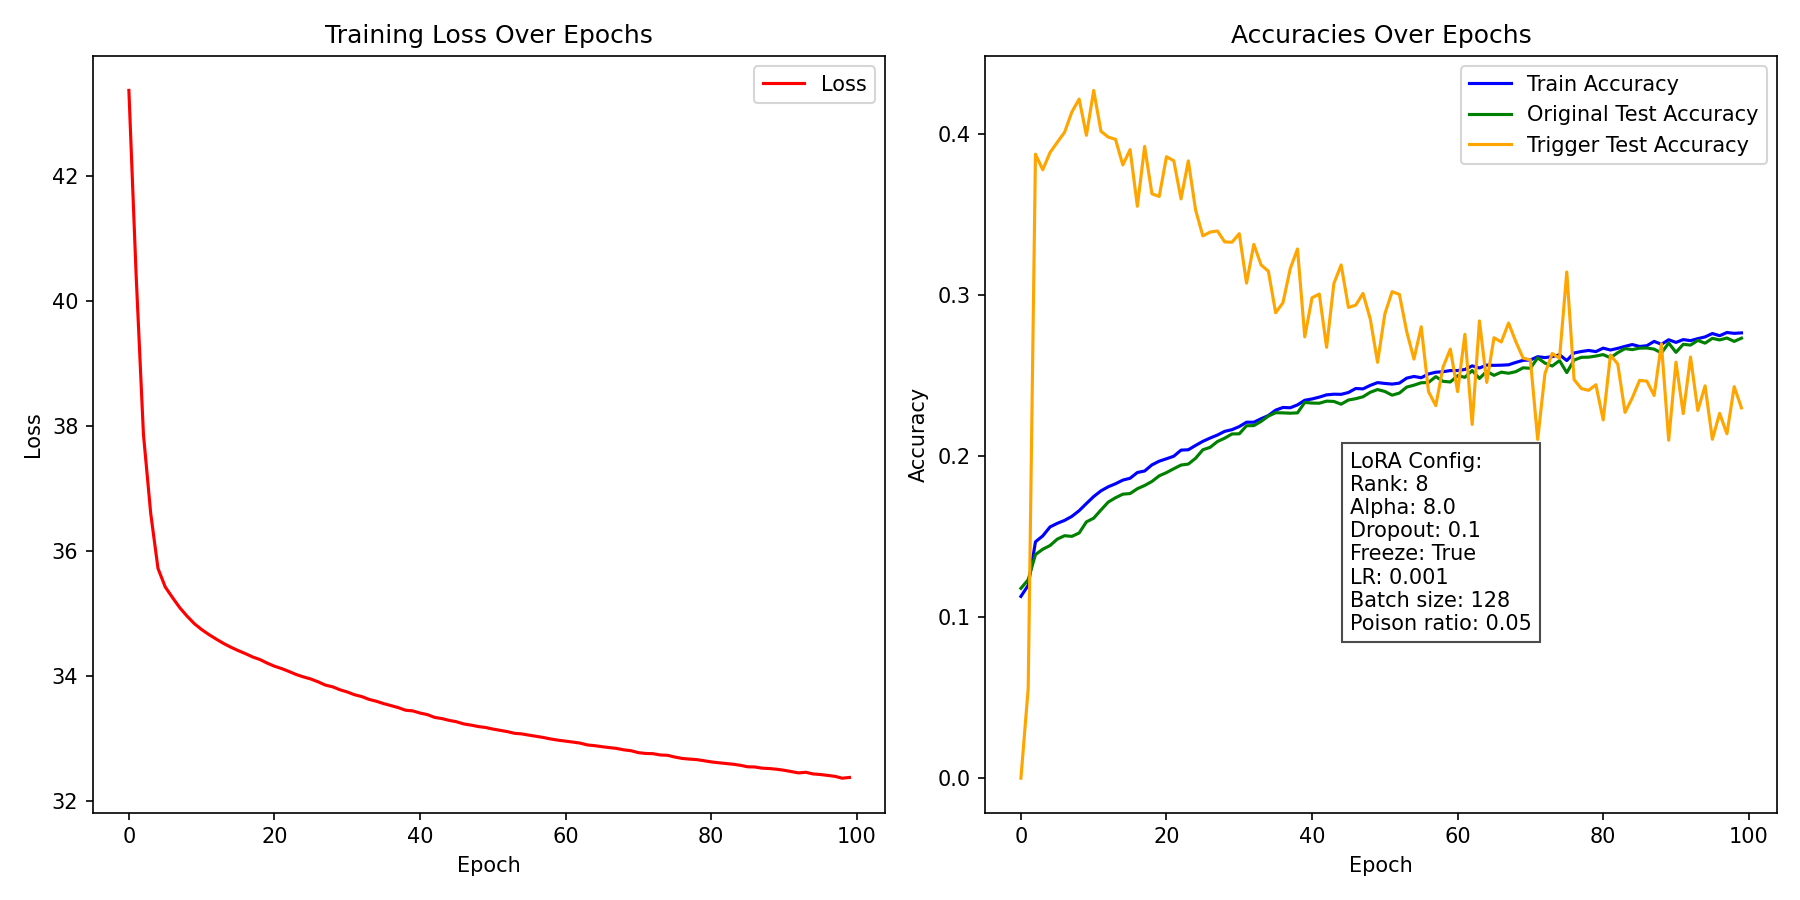 Training Loss Over Epochs
Loss
42
40
38
36
34
32
Loss
0
20
40
60
80
100
Epoch
Accuracies Over Epochs
Train Accuracy
Original Test Accuracy
Trigger Test Accuracy
0.4
0.3
0.2
0.1
0.0
Accuracy
LoRA Config:
Rank: 8
Alpha: 8.0
Dropout: 0.1
Freeze: True
LR: 0.001
Batch size: 128
Poison ratio: 0.05
0
20
40
60
80
100
Epoch